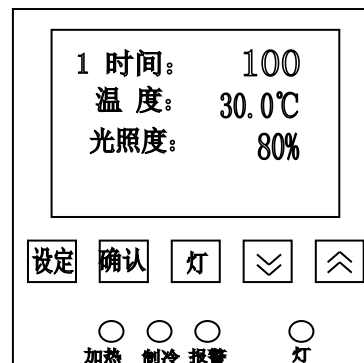 1 时间： 100
温 度： 30.0℃
光照度： 80%
设定 确认 灯
加热 制冷 报警 灯